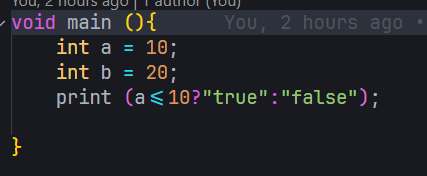 You, 2 hours ago | 1 author (You)
void main (){ You, 2 hours ago •
int a = 10;
int b = 20;
print (a<=10?"true":"false");
}